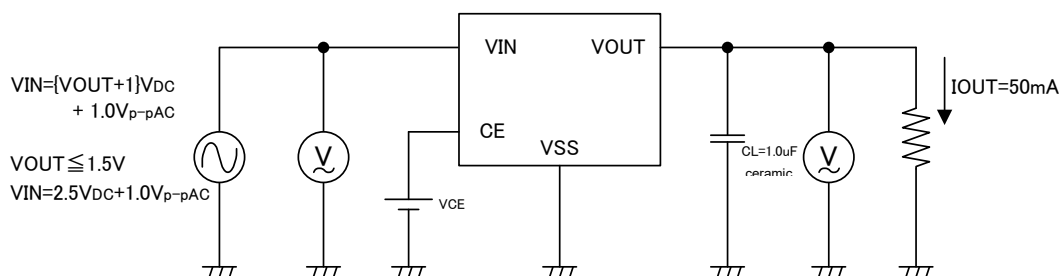 VIN
VOUT
VIN={VOUT+1}VDC
+ 1.0Vp-pAC
IOUT=50mA
CE
VSS
V
CL=1.0uF
ceramic
V
VOUT≦1.5V
VIN=2.5VDC+1.0Vp-pAC
VCE